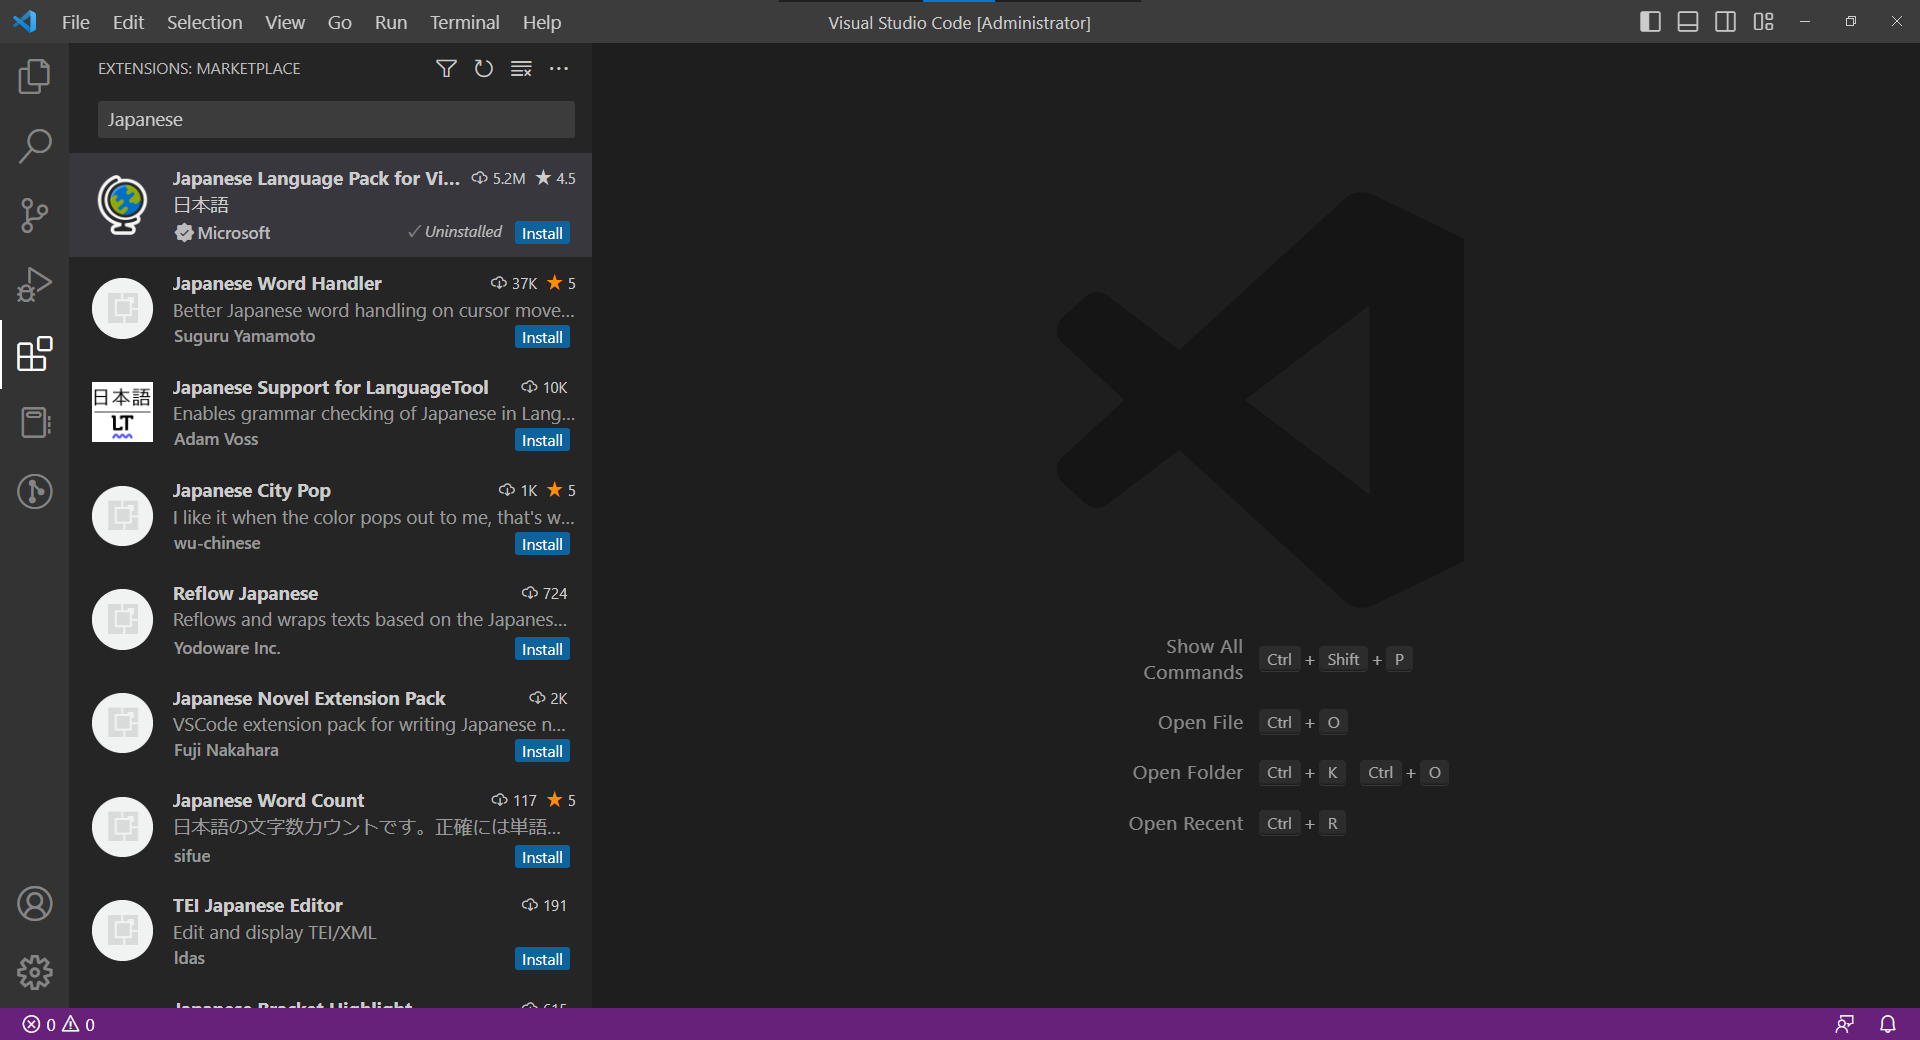 File Edit Selection View Go Run Terminal Help
Visual Studio Code [Administrator]
EXTENSIONS: MARKETPLACE
Japanese
Japanese Language Pack for Vi... 5.2M 4.5
日本語
Microsoft Uninstalled Install
Japanese Word Handler 37K 5
Better Japanese word handling on cursor move...
Suguru Yamamoto Install
日本語
LT
Japanese Support for LanguageTool 10K
Enables grammar checking of Japanese in Lang...
Adam Voss Install
Japanese City Pop 1K 5
I like it when the color pops out to me, that's w...
wu-chinese Install
Reflow Japanese 724
Reflows and wraps texts based on the Japanes...
Yodoware Inc. Install
Japanese Novel Extension Pack 2K
VSCode extension pack for writing Japanese n...
Fuji Nakahara Install
Japanese Word Count 117 5
日本語の文字数カウントです。正確には単語...
sifue Install
TEI Japanese Editor 191
Edit and display TEI/XML
ldas Install
Japanese Bracket Highlight 615
Show All
Commands Ctrl + Shift + P
Open File Ctrl + O
Open Folder Ctrl + K Ctrl + O
Open Recent Ctrl + R
0 0